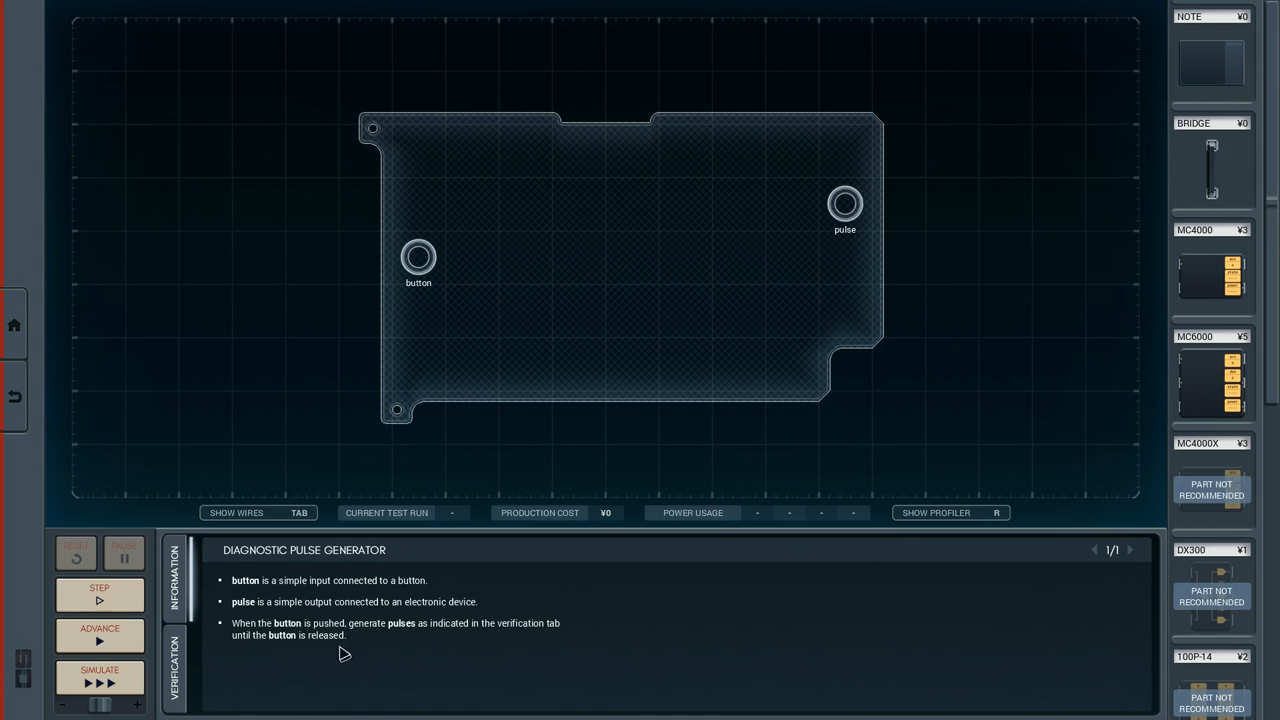 NOTE ¥0
BRIDGE ¥0
MC4000 ¥3
MC6000 ¥5
MC4000X ¥3
PART NOT
RECOMMENDED
DX300 ¥1
PART NOT
RECOMMENDED
100P-14 ¥2
PART NOT
RECOMMENDED
pulse
button
SHOW WIRES TAB
CURRENT TEST RUN -
PRODUCTION COST ¥0
POWER USAGE - - - -
SHOW PROFILER R
RESET
PAUSE
STEP
ADVANCE
SIMULATE
- +
INFORMATION
VERIFICATION
DIAGNOSTIC PULSE GENERATOR
1/1
▪ button is a simple input connected to a button.
▪ pulse is a simple output connected to an electronic device.
▪ When the button is pushed, generate pulses as indicated in the verification tab
until the button is released.